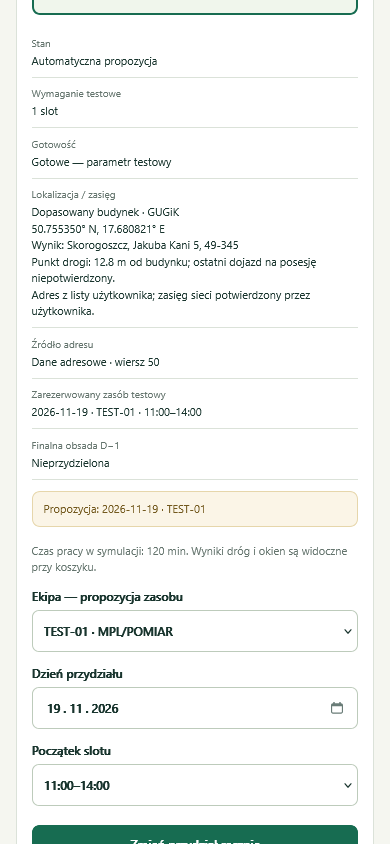 Stan
Automatyczna propozycja
Wymaganie testowe
1 slot
Gotowość
Gotowe — parametr testowy
Lokalizacja / zasięg
Dopasowany budynek · GUGiK
50.755350° N, 17.680821° E
Wynik: Skorogoszcz, Jakuba Kani 5, 49-345
Punkt drogi: 12.8 m od budynku; ostatni dojazd na posesję
niepotwierdzony.
Adres z listy użytkownika; zasięg sieci potwierdzony przez
użytkownika.
Źródło adresu
Dane adresowe · wiersz 50
Zarezerwowany zasób testowy
2026-11-19 · TEST-01 · 11:00–14:00
Finalna obsada D−1
Nieprzydzielona
Propozycja: 2026-11-19 · TEST-01
Czas pracy w symulacji: 120 min. Wyniki dróg i okien są widoczne
przy koszyku.
Ekipa — propozycja zasobu
TEST-01 · MPL/POMIAR
Dzień przydziału
19 . 11 . 2026
Początek slotu
11:00–14:00